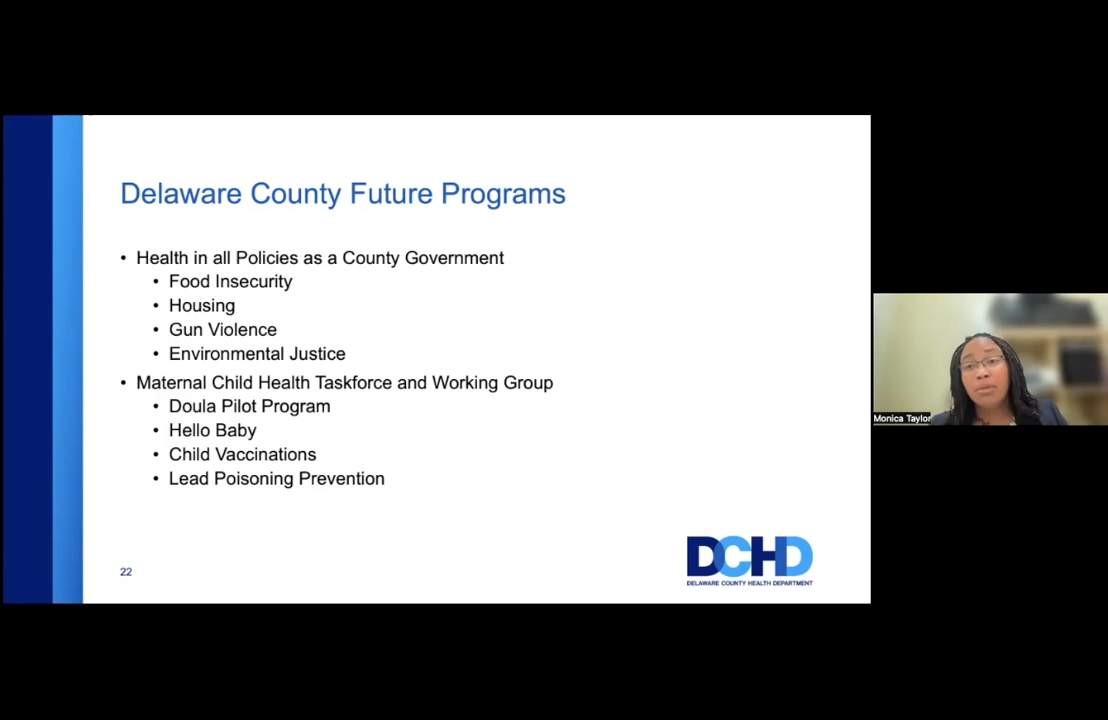 Delaware County Future Programs
• Health in all Policies as a County Government
• Food Insecurity
• Housing
• Gun Violence
• Environmental Justice
• Maternal Child Health Taskforce and Working Group
• Doula Pilot Program
• Hello Baby
• Child Vaccinations
• Lead Poisoning Prevention
22
DCHD
DELAWARE COUNTY HEALTH DEPARTMENT
Monica Taylor